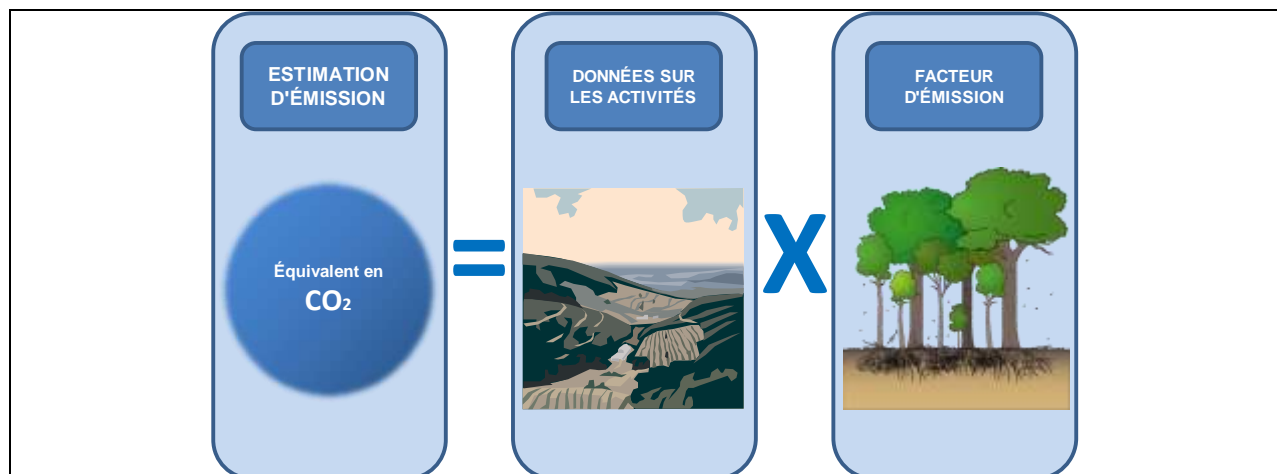 ESTIMATION
D'ÉMISSION
Équivalent en
CO₂
=
DONNÉES SUR
LES ACTIVITÉS
X
FACTEUR
D'ÉMISSION